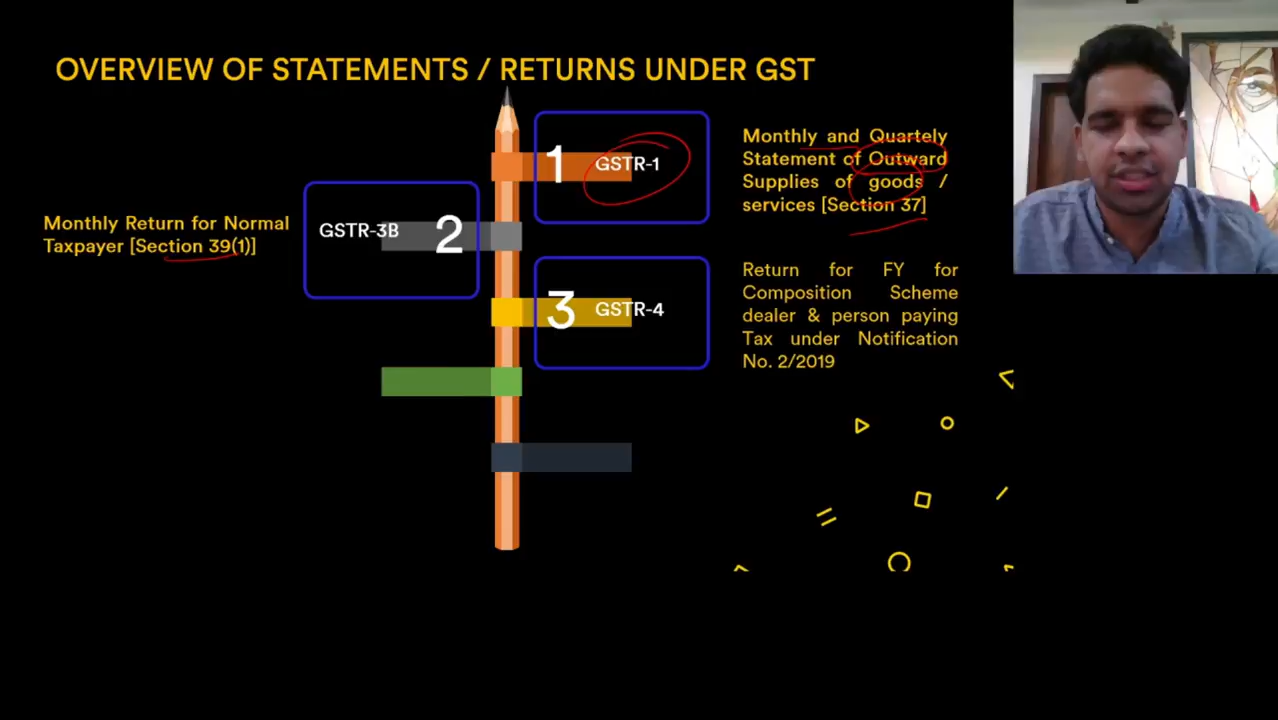 OVERVIEW OF STATEMENTS / RETURNS UNDER GST
1 GSTR-1
Monthly and Quartely
Statement of Outward
Supplies of goods /
services [Section 37]
Monthly Return for Normal
Taxpayer [Section 39(1)]
GSTR-3B 2
3 GSTR-4
Return for FY for
Composition Scheme
dealer & person paying
Tax under Notification
No. 2/2019